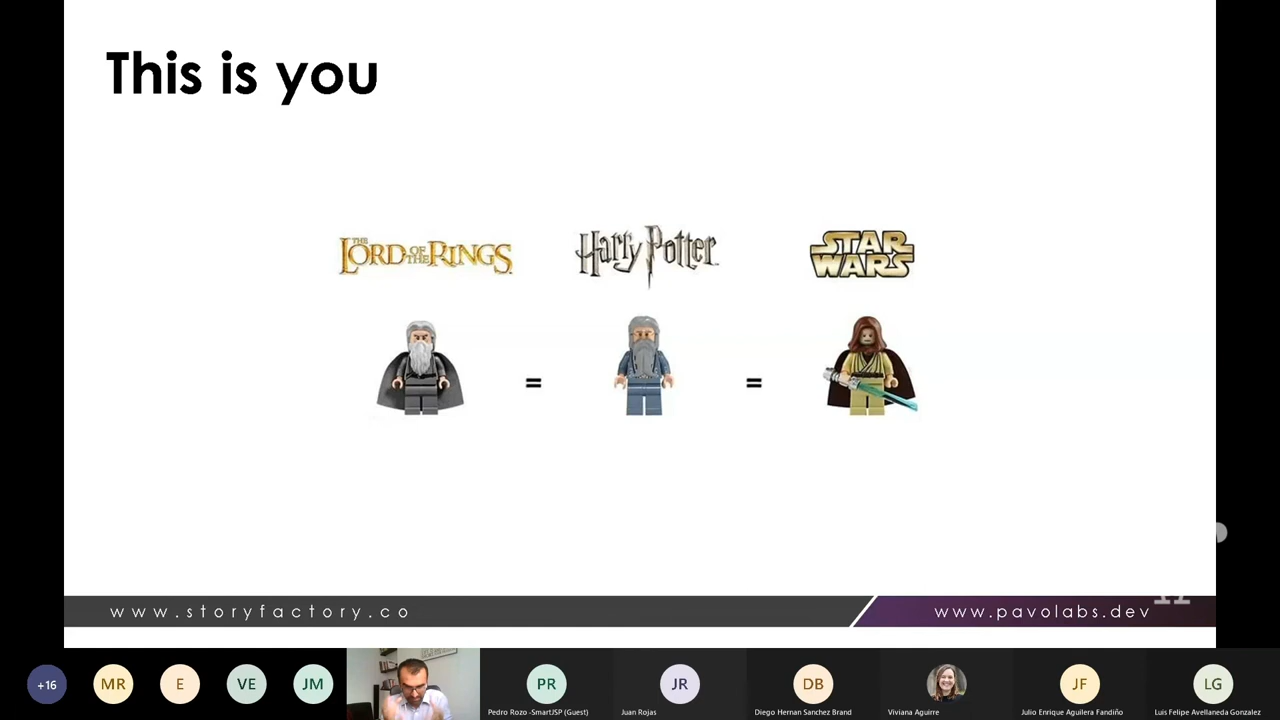 This is you
THE LORD OF THE RINGS
Harry Potter
STAR WARS
=
=
www.storyfactory.co
www.pavolabs.dev
+16
MR
E
VE
JM
PR
JR
DB
JF
LG
Pedro Rozo -SmartJSP (Guest)
Juan Rojas
Diego Hernan Sanchez Brand
Viviana Aguirre
Julio Enrique Aguilera Fandiño
Luis Felipe Avellaneda Gonzalez